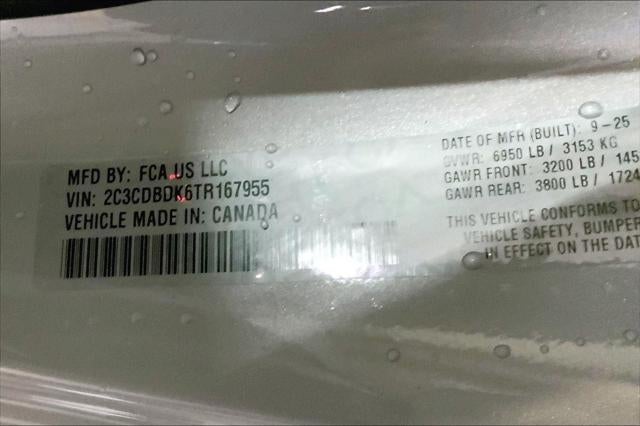 MFD BY: FCA US LLC
VIN: 2C3CDBDK6TR167955
VEHICLE MADE IN: CANADA
DATE OF MFR (BUILT): 9-25
GVWR: 6950 LB / 3153 KG
GAWR FRONT: 3200 LB / 145
GAWR REAR: 3800 LB / 1724
THIS VEHICLE CONFORMS TO
VEHICLE SAFETY, BUMPER
IN EFFECT ON THE DAT